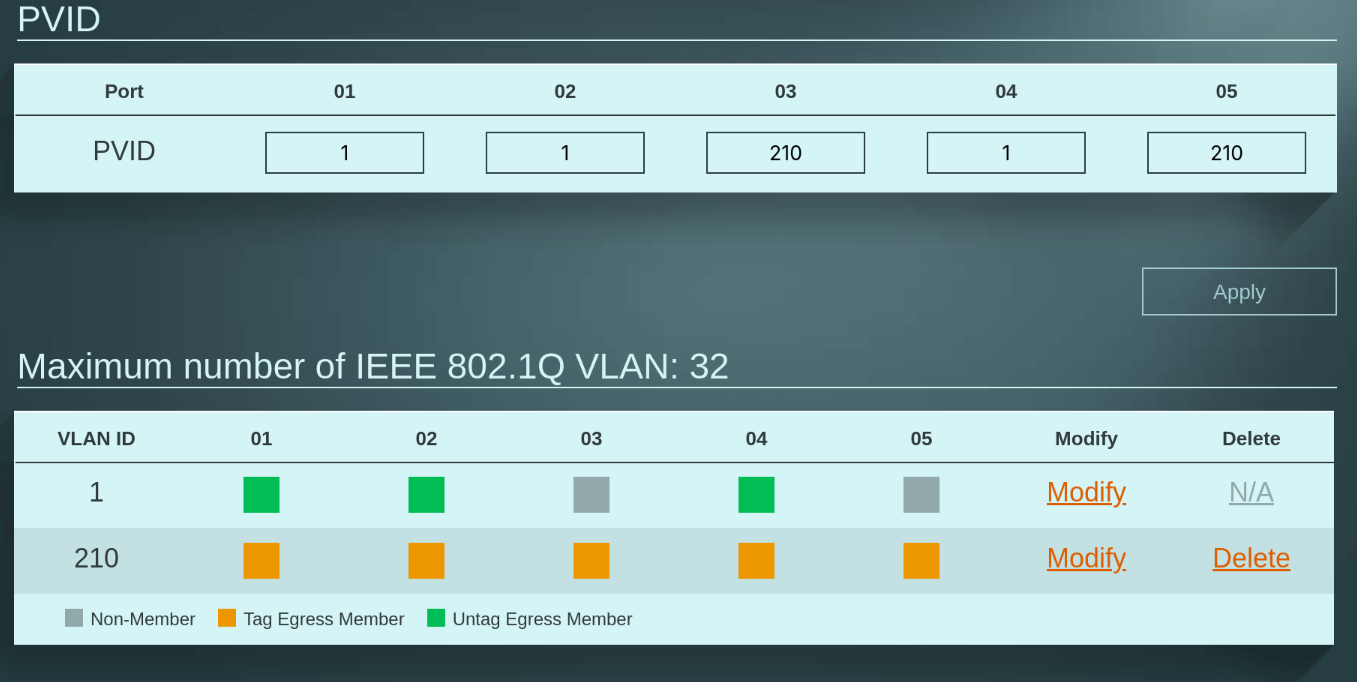 PVID
Port 01 02 03 04 05
PVID 1 1 210 1 210
Apply
Maximum number of IEEE 802.1Q VLAN: 32
VLAN ID 01 02 03 04 05 Modify Delete
1 Modify N/A
210 Modify Delete
Non-Member Tag Egress Member Untag Egress Member